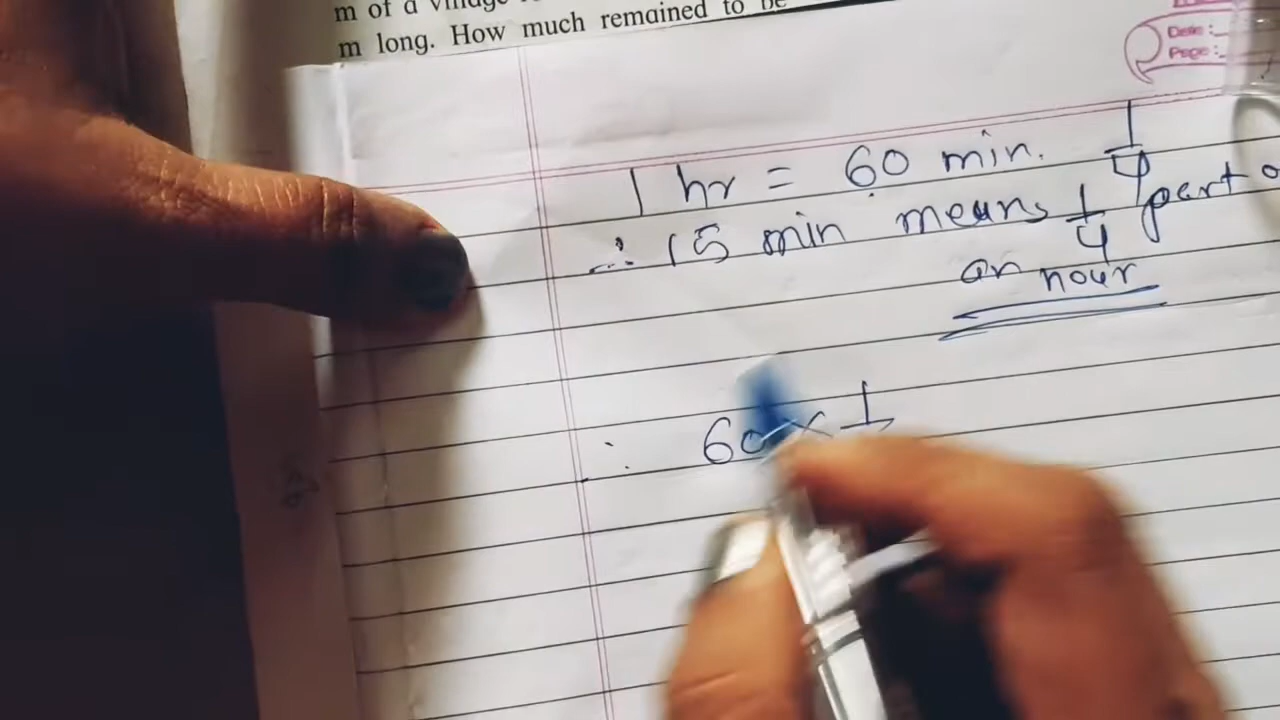 m of a village
m long. How much remained to be
Date :
Page :
1 hr = 60 min. 1/4
∴ 15 min means 1/4 part o
an hour
∴ 60 × 1